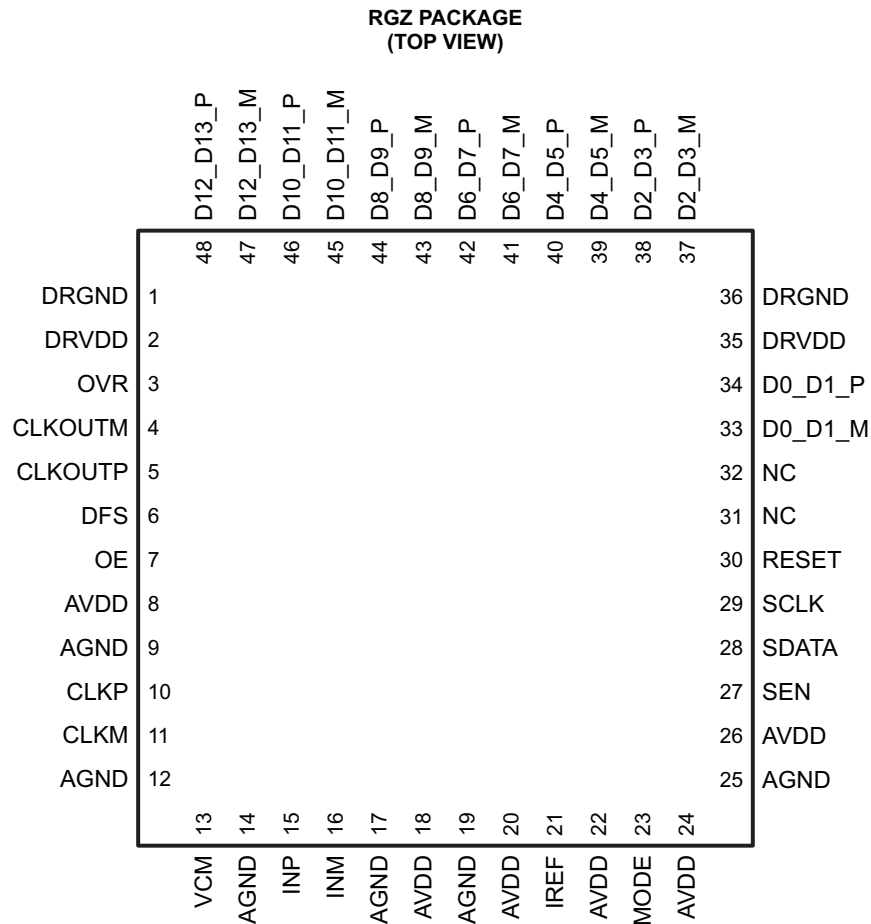 RGZ PACKAGE
(TOP VIEW)
D12_D13_P
D12_D13_M
D10_D11_P
D10_D11_M
D8_D9_P
D8_D9_M
D6_D7_P
D6_D7_M
D4_D5_P
D4_D5_M
D2_D3_P
D2_D3_M
48
47
46
45
44
43
42
41
40
39
38
37
DRGND 1
DRVDD 2
OVR 3
CLKOUTM 4
CLKOUTP 5
DFS 6
OE 7
AVDD 8
AGND 9
CLKP 10
CLKM 11
AGND 12
36 DRGND
35 DRVDD
34 D0_D1_P
33 D0_D1_M
32 NC
31 NC
30 RESET
29 SCLK
28 SDATA
27 SEN
26 AVDD
25 AGND
13
14
15
16
17
18
19
20
21
22
23
24
VCM
AGND
INP
INM
AGND
AVDD
AGND
AVDD
IREF
AVDD
MODE
AVDD